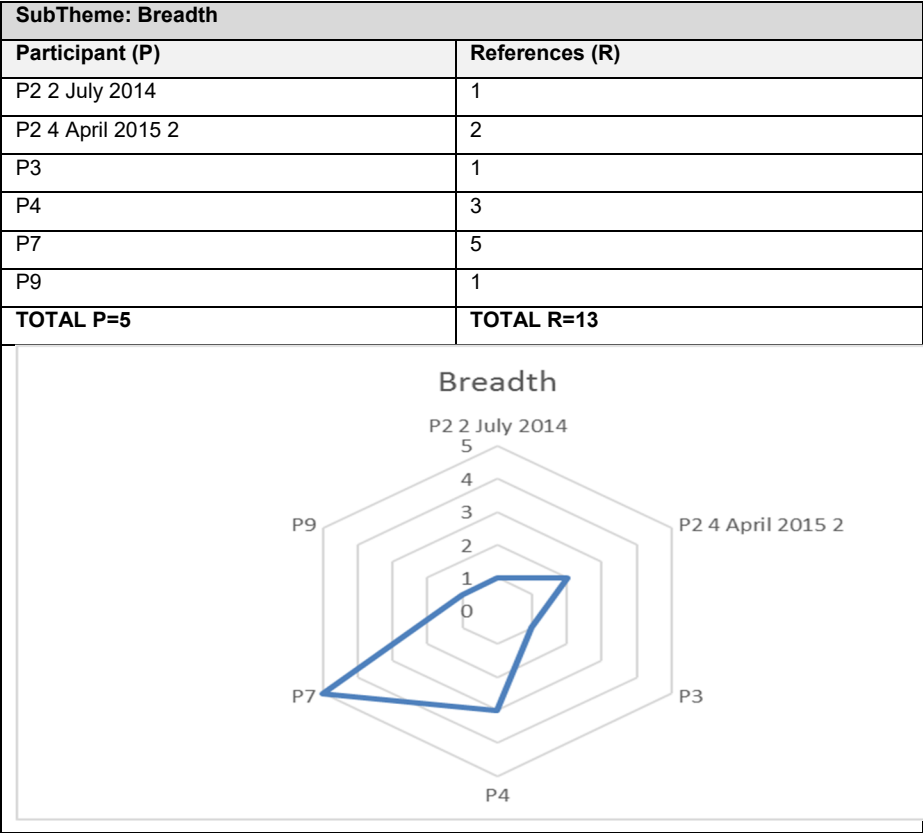 SubTheme: Breadth
Participant (P) References (R)
P2 2 July 2014 1
P2 4 April 2015 2 2
P3 1
P4 3
P7 5
P9 1
TOTAL P=5 TOTAL R=13
Breadth
P2 2 July 2014
5
4
P9 3 P2 4 April 2015 2
2
1
0
P7 P3
P4